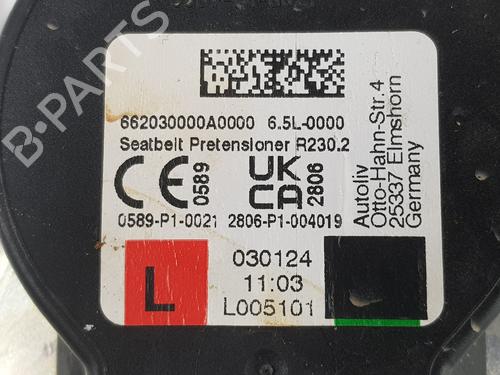 B-PARTS
662030000A0000 6.5L-0000
Seatbelt Pretensioner R230.2
CE 0589
UK CA 2806
0589-P1-0021 2806-P1-004019
Autoliv
Otto-Hahn-Str.4
25337 Elmshorn
Germany
L
030124
11:03
L005101